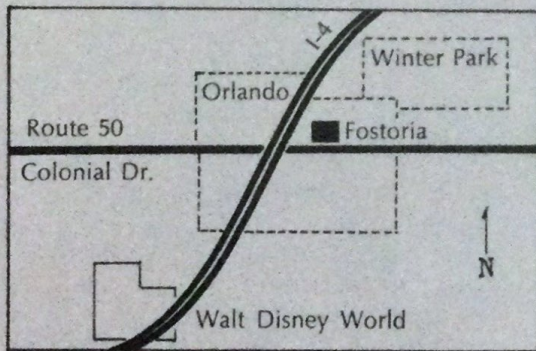 I-4
Winter Park
Orlando
Route 50
Fostoria
Colonial Dr.
N
Walt Disney World